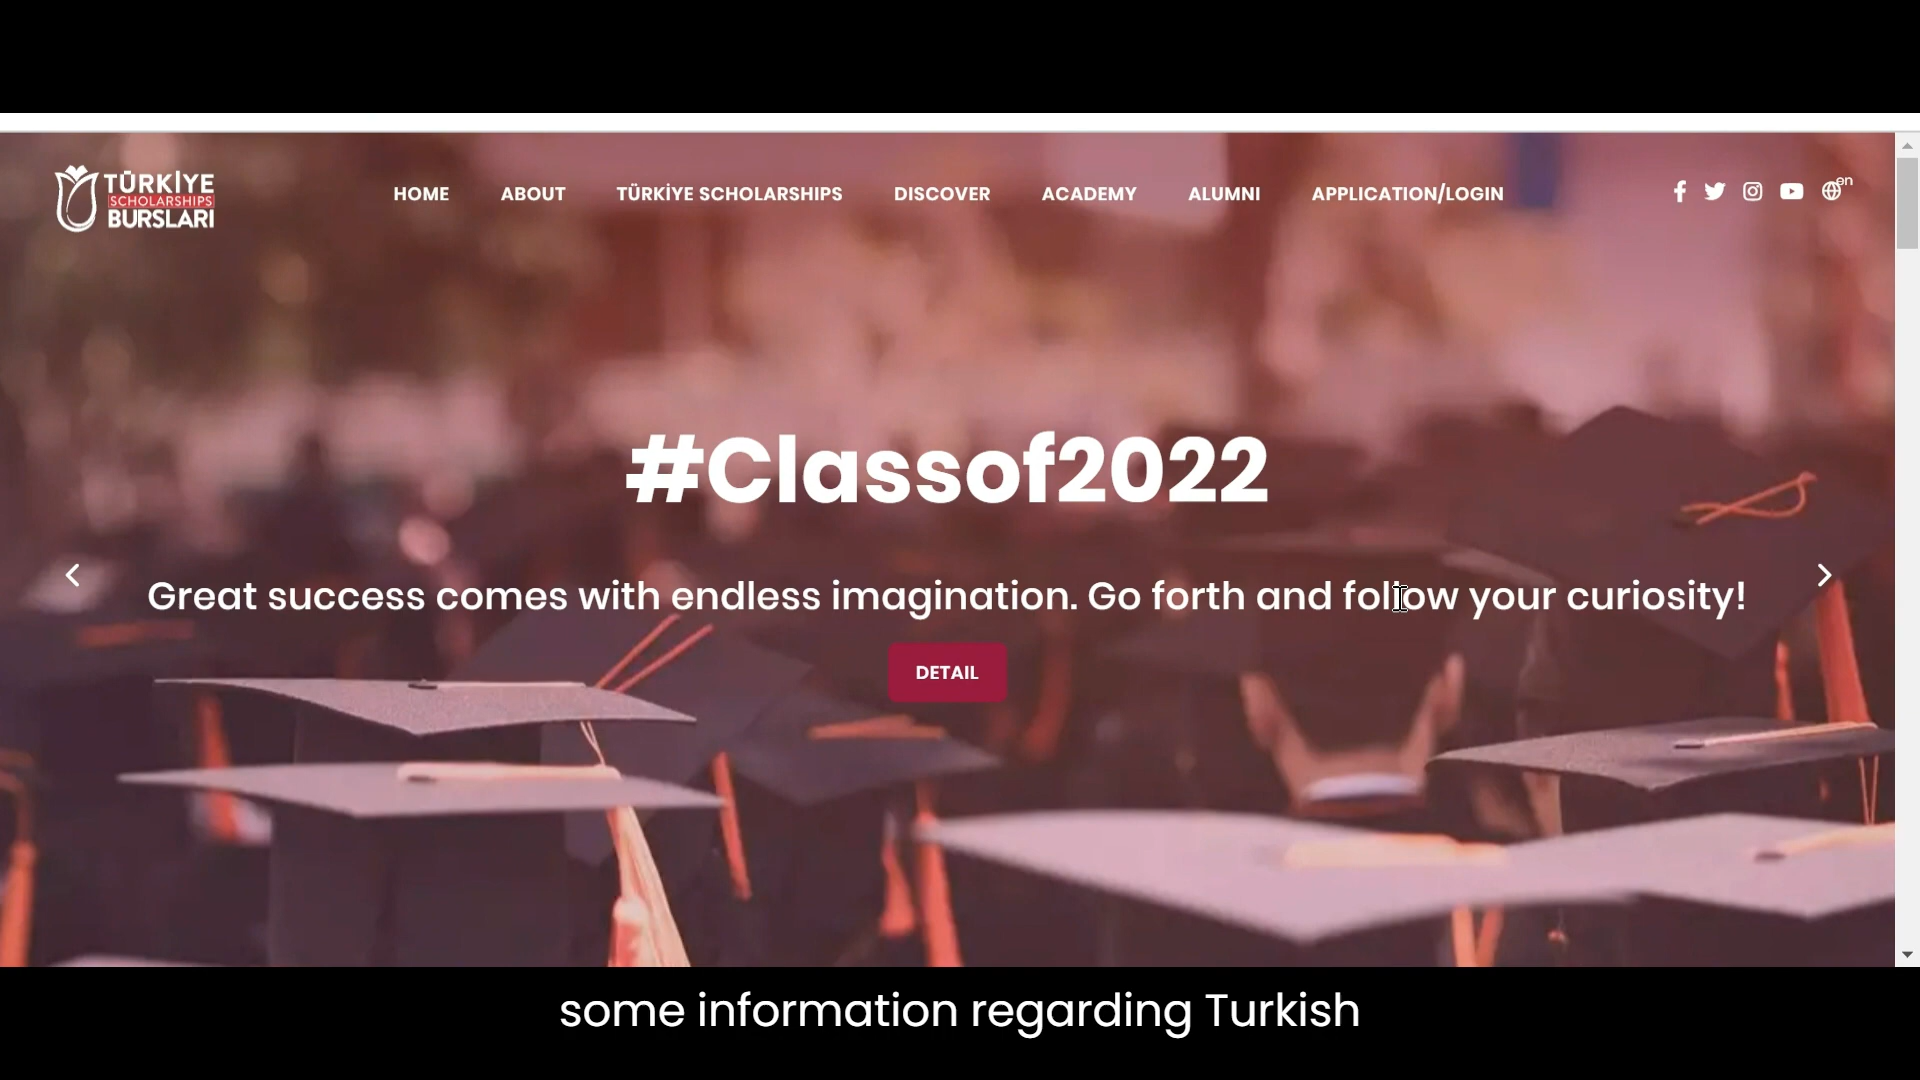 TÜRKİYE
SCHOLARSHIPS
BURSLARI
HOME
ABOUT
TÜRKİYE SCHOLARSHIPS
DISCOVER
ACADEMY
ALUMNI
APPLICATION/LOGIN
en
#Classof2022
Great success comes with endless imagination. Go forth and follow your curiosity!
DETAIL
some information regarding Turkish